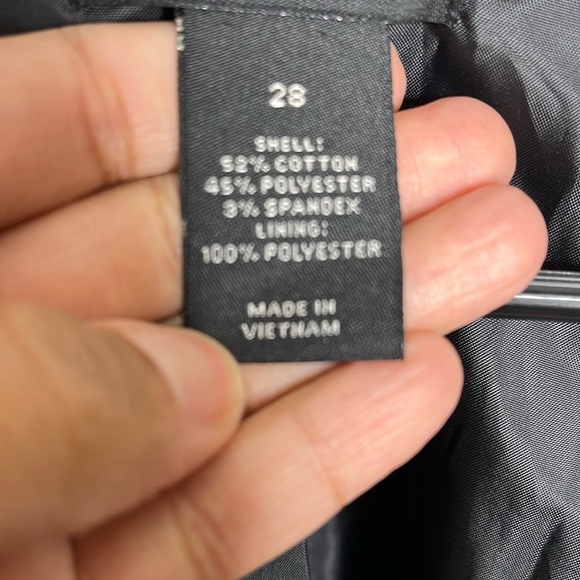 28
SHELL:
52% COTTON
45% POLYESTER
3% SPANDEX
LINING:
100% POLYESTER
MADE IN
VIETNAM